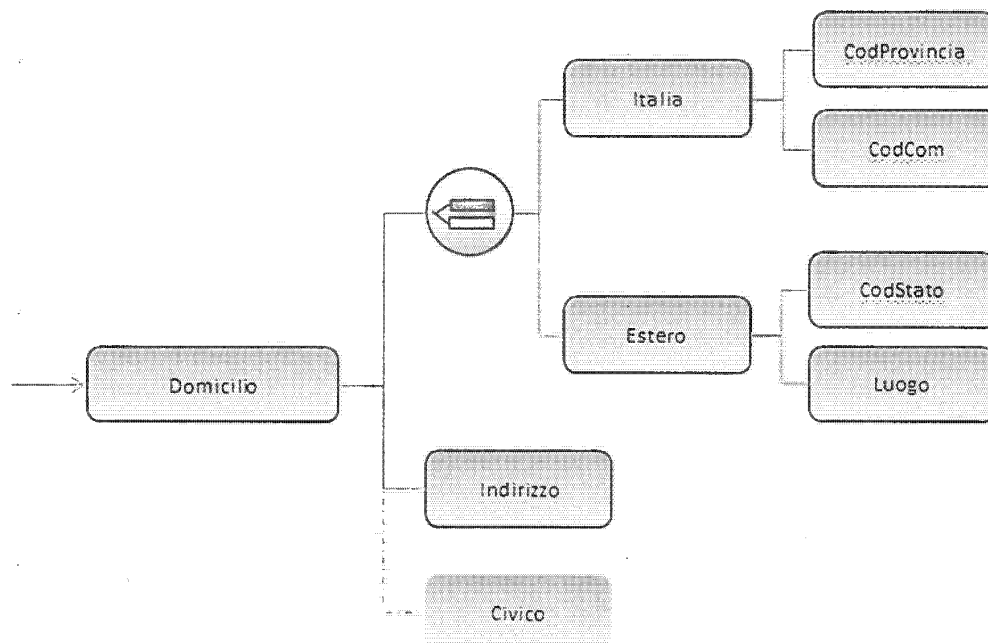 CodProvincia
Italia
CodCom
CodStato
Estero
Luogo
Domicilio
Indirizzo
Civico